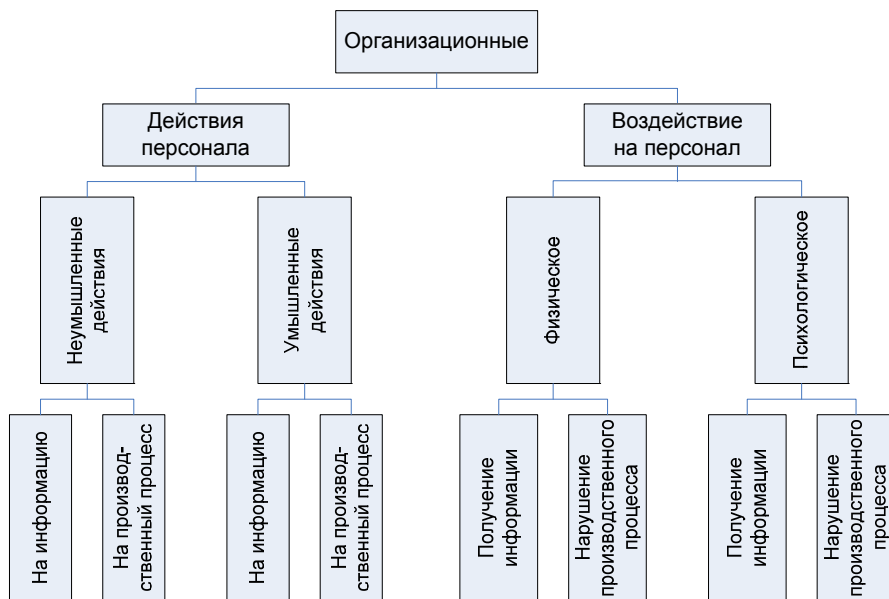 Организационные
Действия
персонала
Воздействие
на персонал
Неумышленные
действия
Умышленные
действия
Физическое
Психологическое
На информацию
На производ-
ственный процесс
На информацию
На производ-
ственный процесс
Получение
информации
Нарушение
производственного
процесса
Получение
информации
Нарушение
производственного
процесса